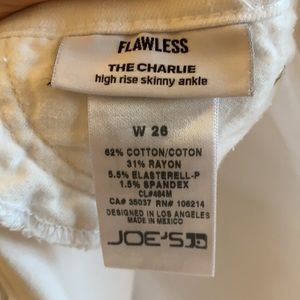 FLAWLESS
THE CHARLIE
high rise skinny ankle
W 26
62% COTTON/COTON
31% RAYON
5.5% ELASTERELL-P
1.5% SPANDEX
CL#464M
CA# 35037 RN# 106214
DESIGNED IN LOS ANGELES
MADE IN MEXICO
JOE'S